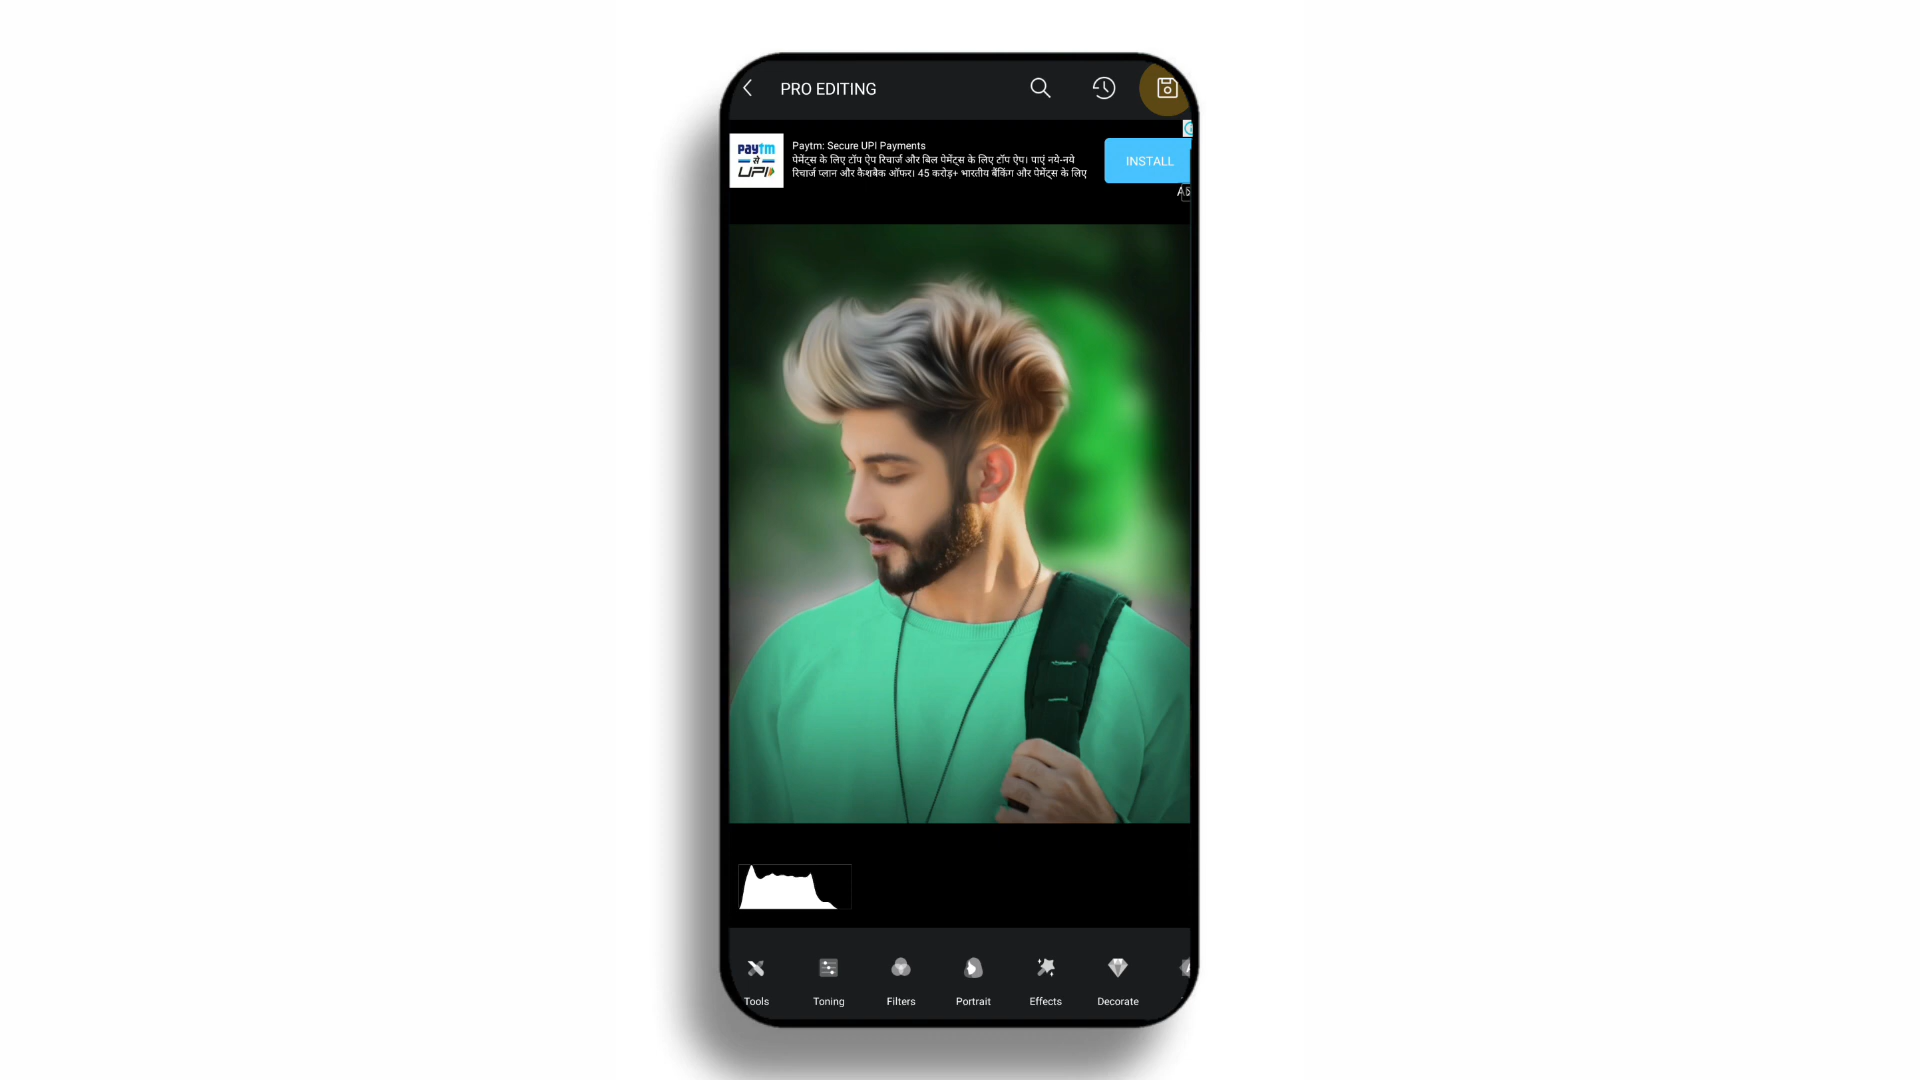 PRO EDITING
Paytm: Secure UPI Payments
पेमेंट्स के लिए टॉप ऐप रिचार्ज और बिल पेमेंट्स के लिए टॉप ऐप। पाएं नये-नये
रिचार्ज प्लान और कैशबैक ऑफर। 45 करोड़+ भारतीय बैंकिंग और पेमेंट्स के लिए
paytm
से
UPI
INSTALL
Tools
Toning
Filters
Portrait
Effects
Decorate